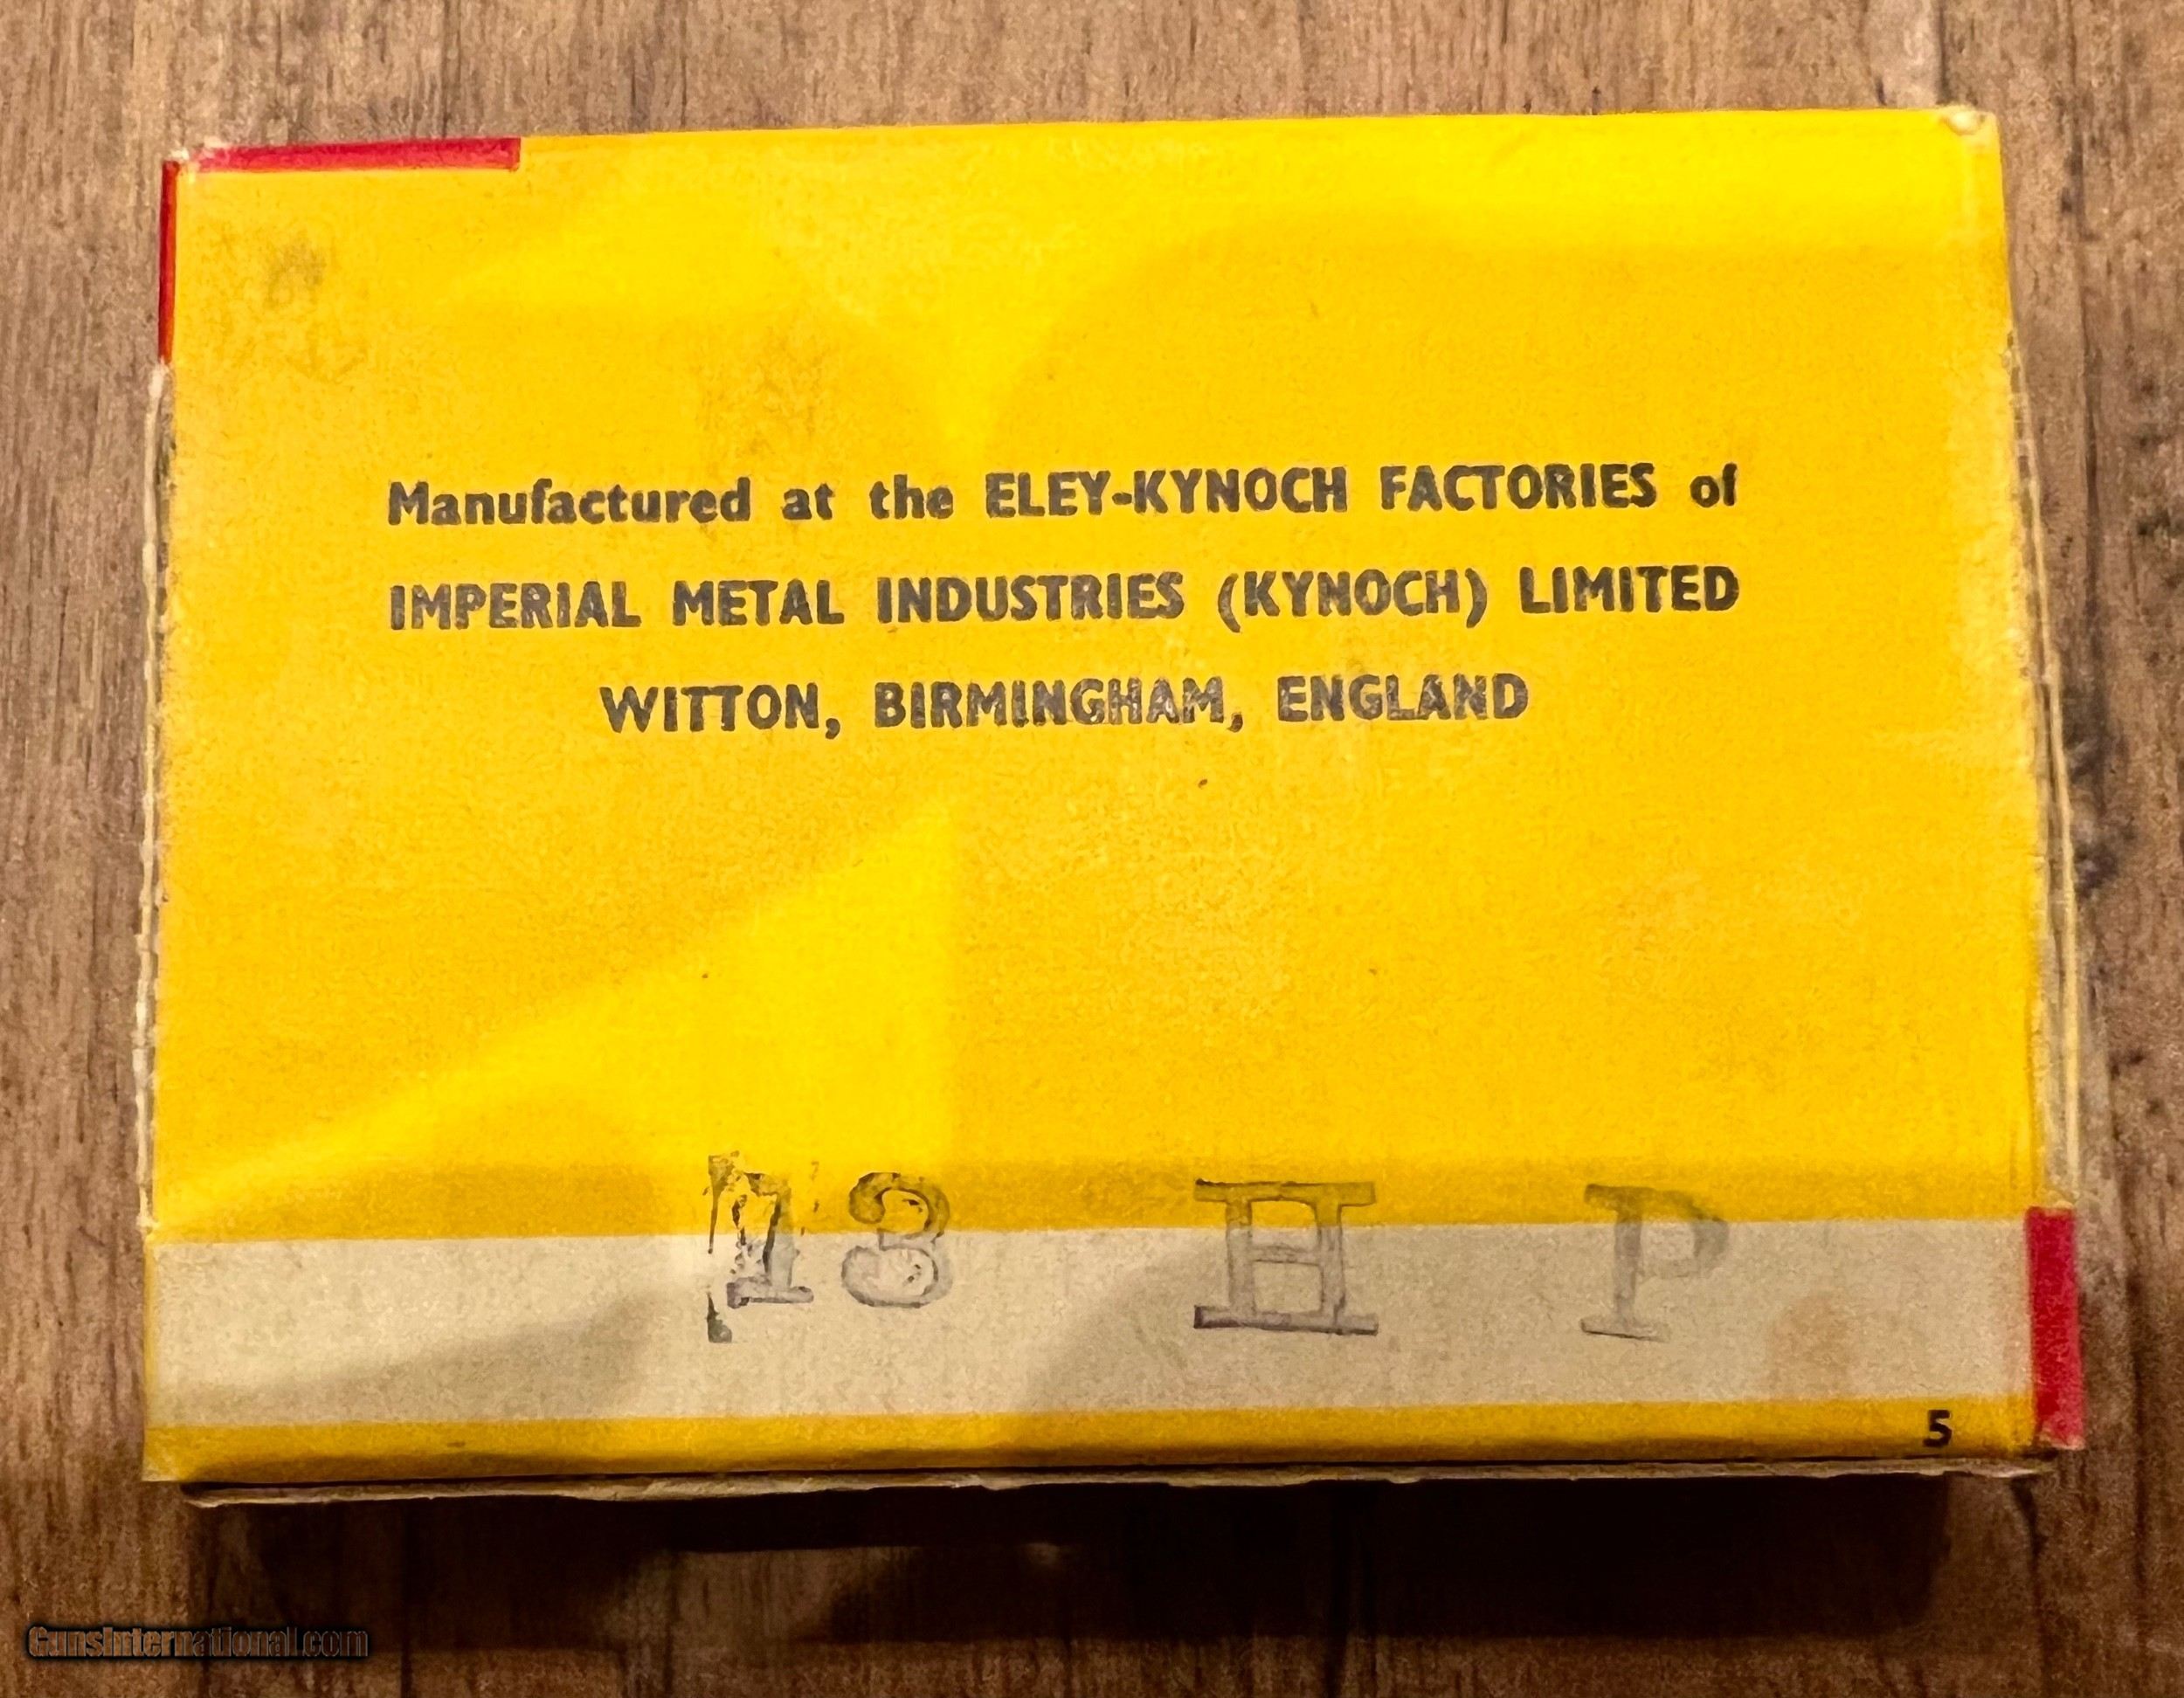 Manufactured at the ELEY-KYNOCH FACTORIES of
IMPERIAL METAL INDUSTRIES (KYNOCH) LIMITED
WITTON, BIRMINGHAM, ENGLAND
13 H P
5
GunsInternational.com